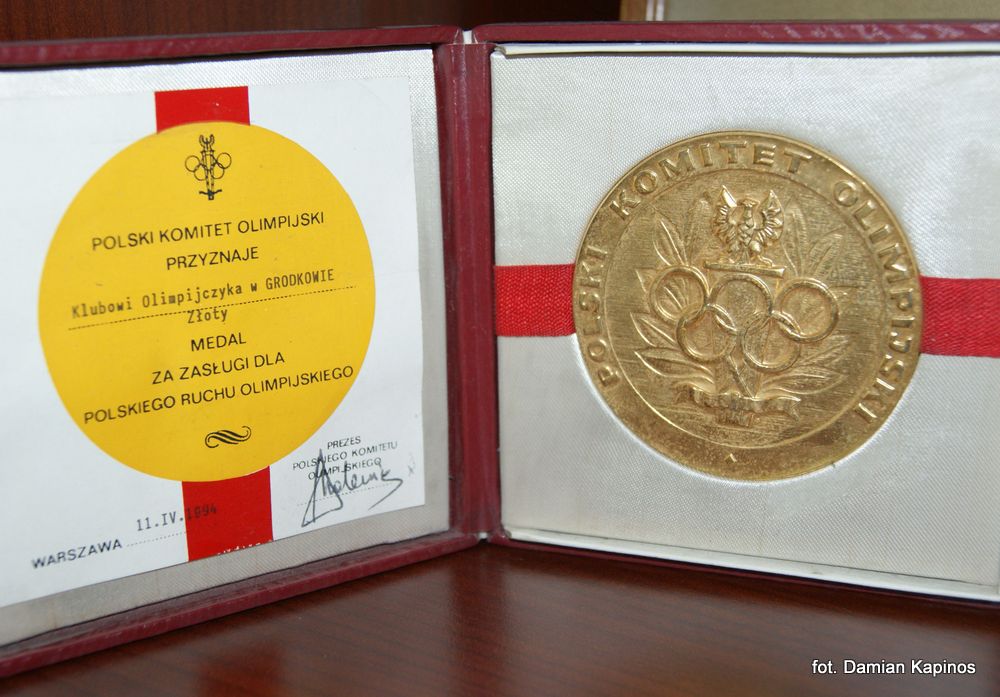 POLSKI KOMITET OLIMPIJSKI
PRZYZNAJE
Klubowi Olimpijczyka w GRODKOWIE
Złoty
MEDAL
ZA ZASŁUGI DLA
POLSKIEGO RUCHU OLIMPIJSKIEGO
PREZES
POLSKIEGO KOMITETU
OLIMPIJSKIEGO
11.IV.1994
WARSZAWA
POLSKI KOMITET OLIMPIJSKI
fot. Damian Kapinos